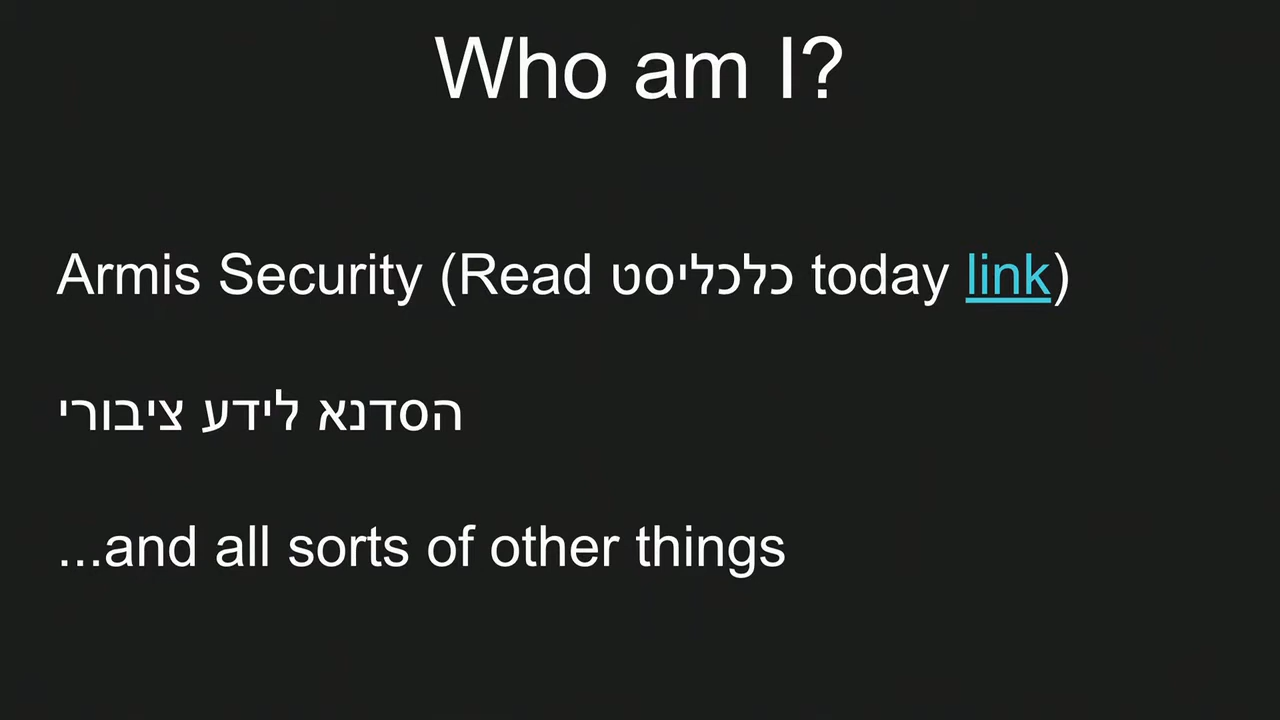 Who am I?
Armis Security (Read כלכליסט today link)
הסדנא לידע ציבורי
...and all sorts of other things